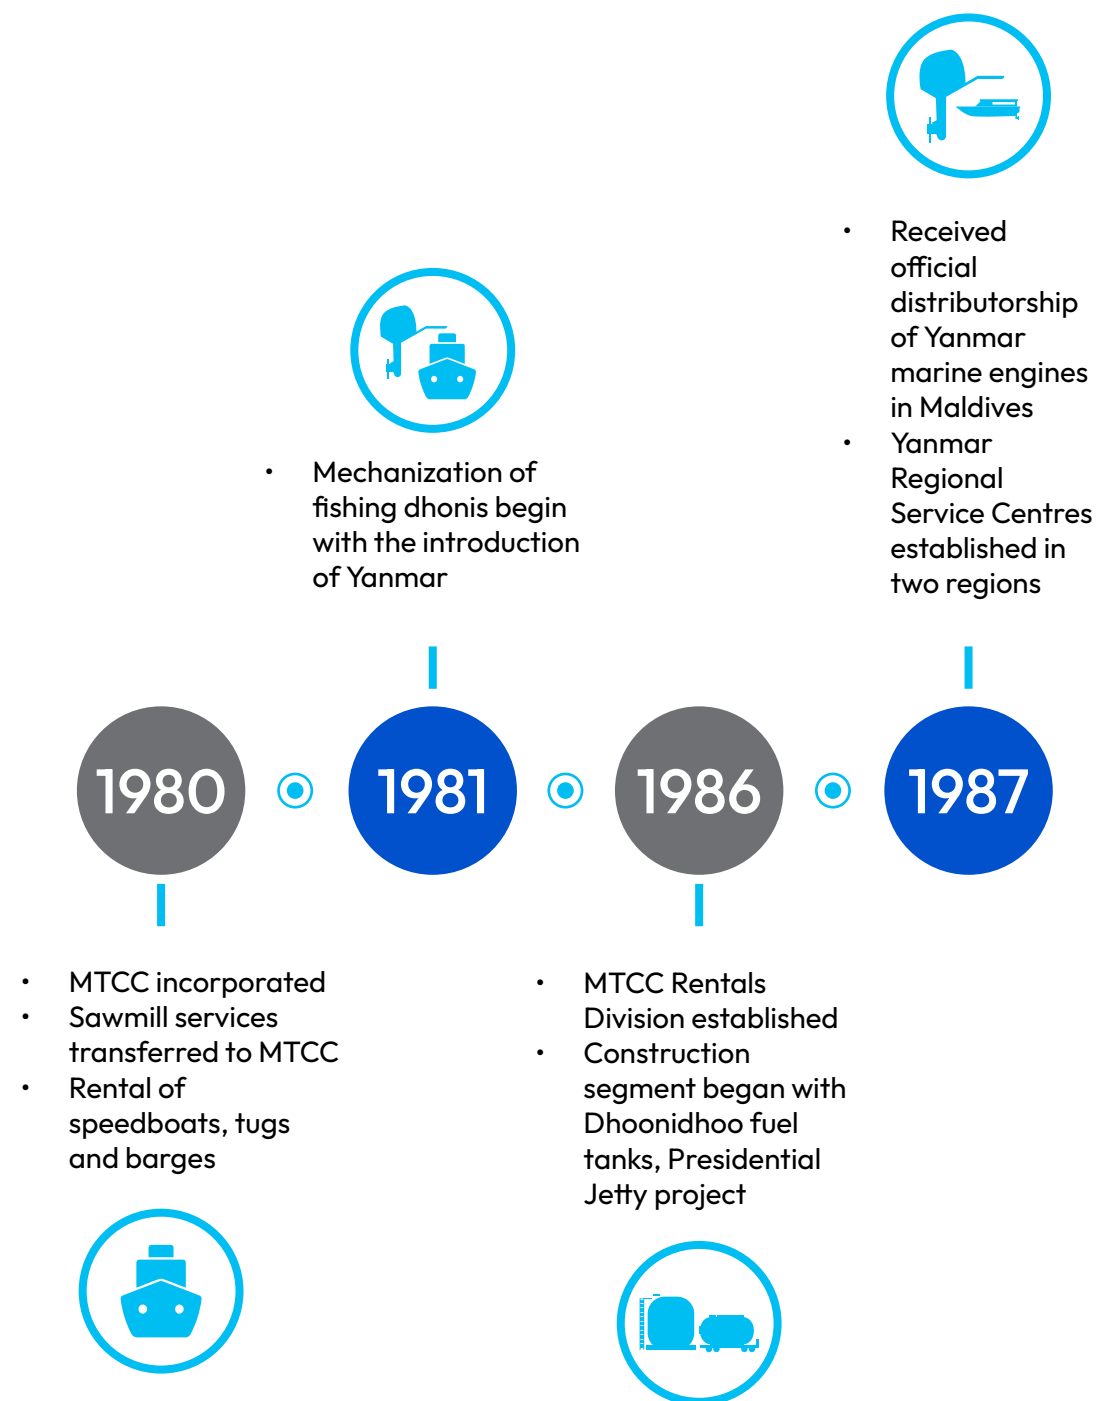 • Received
official
distributorship
of Yanmar
marine engines
in Maldives
• Yanmar
Regional
Service Centres
established in
two regions
• Mechanization of
fishing dhonis begin
with the introduction
of Yanmar
1980
1981
1986
1987
• MTCC incorporated
• Sawmill services
transferred to MTCC
• Rental of
speedboats, tugs
and barges
• MTCC Rentals
Division established
• Construction
segment began with
Dhoonidhoo fuel
tanks, Presidential
Jetty project